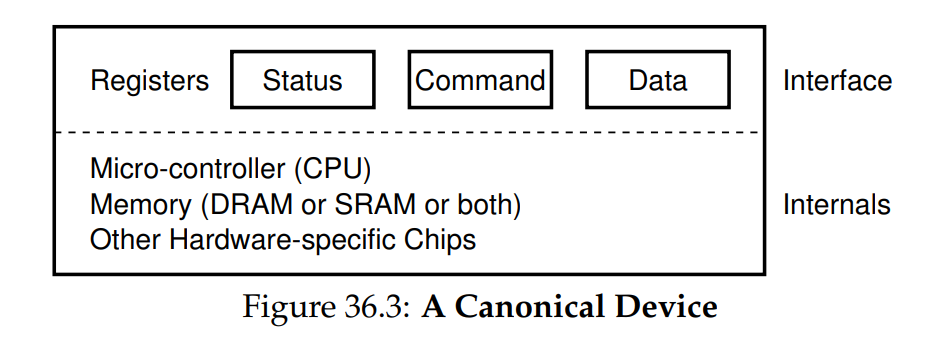 Registers Status Command Data Interface
Micro-controller (CPU)
Memory (DRAM or SRAM or both) Internals
Other Hardware-specific Chips
Figure 36.3: A Canonical Device